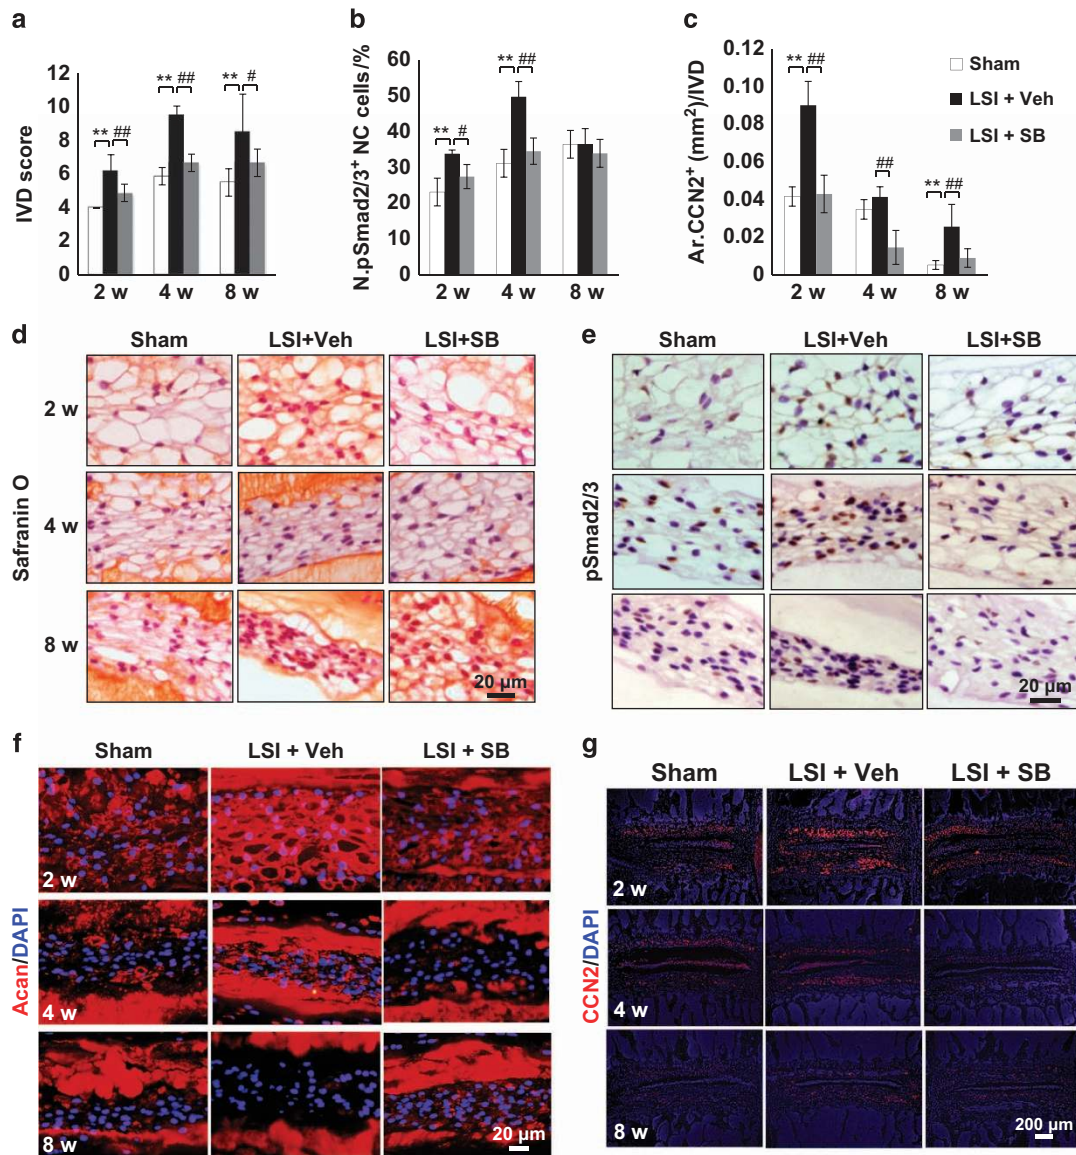 a
IVD score
12
10
8
6
4
2
0
** ##
** ##
** #
2 w 4 w 8 w
b
N.pSmad2/3+ NC cells/%
60
50
40
30
20
10
0
** #
** ##
2 w 4 w 8 w
c
Ar.CCN2+ (mm²)/IVD
0.12
0.10
0.08
0.06
0.04
0.02
0
** ##
##
** ##
2 w 4 w 8 w
Sham
LSI + Veh
LSI + SB
d
Sham LSI+Veh LSI+SB
Safranin O
2 w
4 w
8 w
20 µm
e
Sham LSI+Veh LSI+SB
pSmad2/3
20 µm
f
Sham LSI + Veh LSI + SB
Acan/DAPI
2 w
4 w
8 w
20 µm
g
Sham LSI + Veh LSI + SB
CCN2/DAPI
2 w
4 w
8 w
200 µm